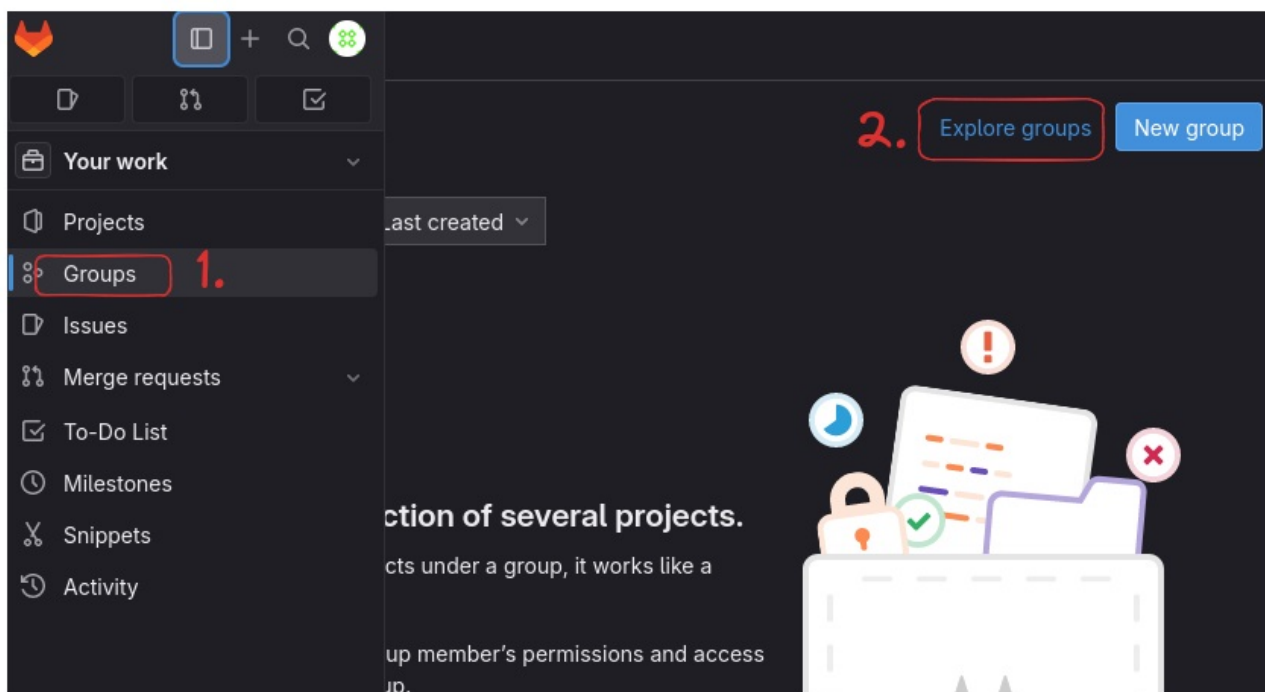 2. Explore groups New group
Your work
Projects
Last created
Groups 1.
Issues
Merge requests
To-Do List
Milestones
ction of several projects.
Snippets
cts under a group, it works like a
Activity
up member’s permissions and access
up.